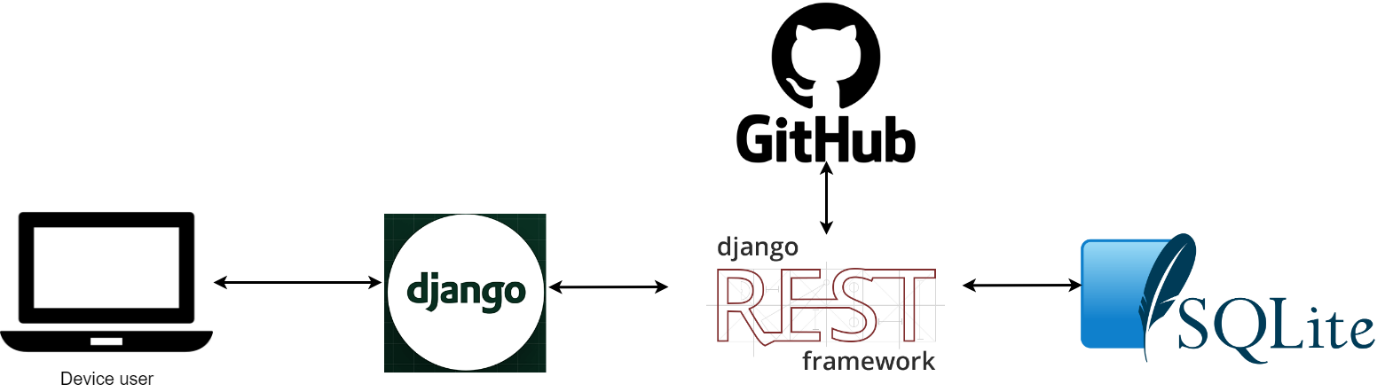 GitHub
django
django
REST
framework
SQLite
Device user